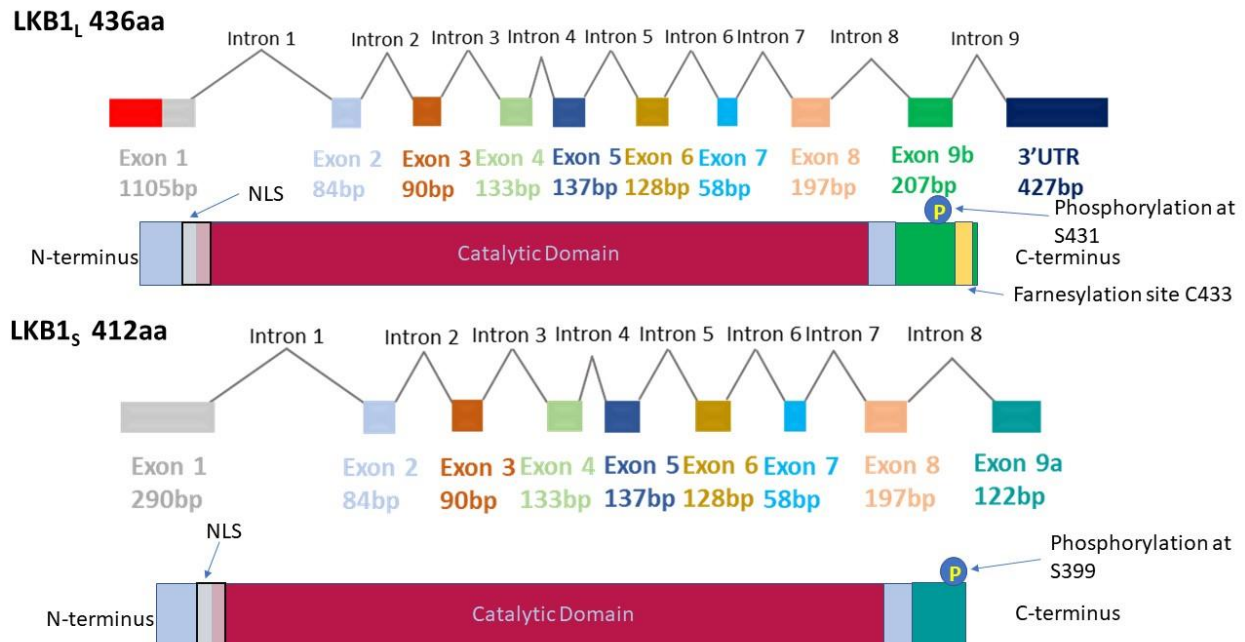 LKB1L 436aa
Intron 1 Intron 2 Intron 3 Intron 4 Intron 5 Intron 6 Intron 7 Intron 8 Intron 9
Exon 1 Exon 2 Exon 3 Exon 4 Exon 5 Exon 6 Exon 7 Exon 8 Exon 9b 3'UTR
1105bp 84bp 90bp 133bp 137bp 128bp 58bp 197bp 207bp 427bp
NLS
P
Phosphorylation at
S431
N-terminus Catalytic Domain C-terminus
Farnesylation site C433
LKB1S 412aa
Intron 1 Intron 2 Intron 3 Intron 4 Intron 5 Intron 6 Intron 7 Intron 8
Exon 1 Exon 2 Exon 3 Exon 4 Exon 5 Exon 6 Exon 7 Exon 8 Exon 9a
290bp 84bp 90bp 133bp 137bp 128bp 58bp 197bp 122bp
NLS
Phosphorylation at
S399
P
N-terminus Catalytic Domain C-terminus